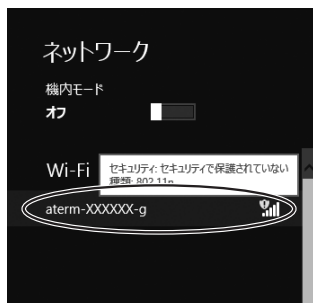 ネットワーク
機内モード
オフ
Wi-Fi
セキュリティ: セキュリティで保護されていない
種類: 802.11n
aterm-XXXXXX-g